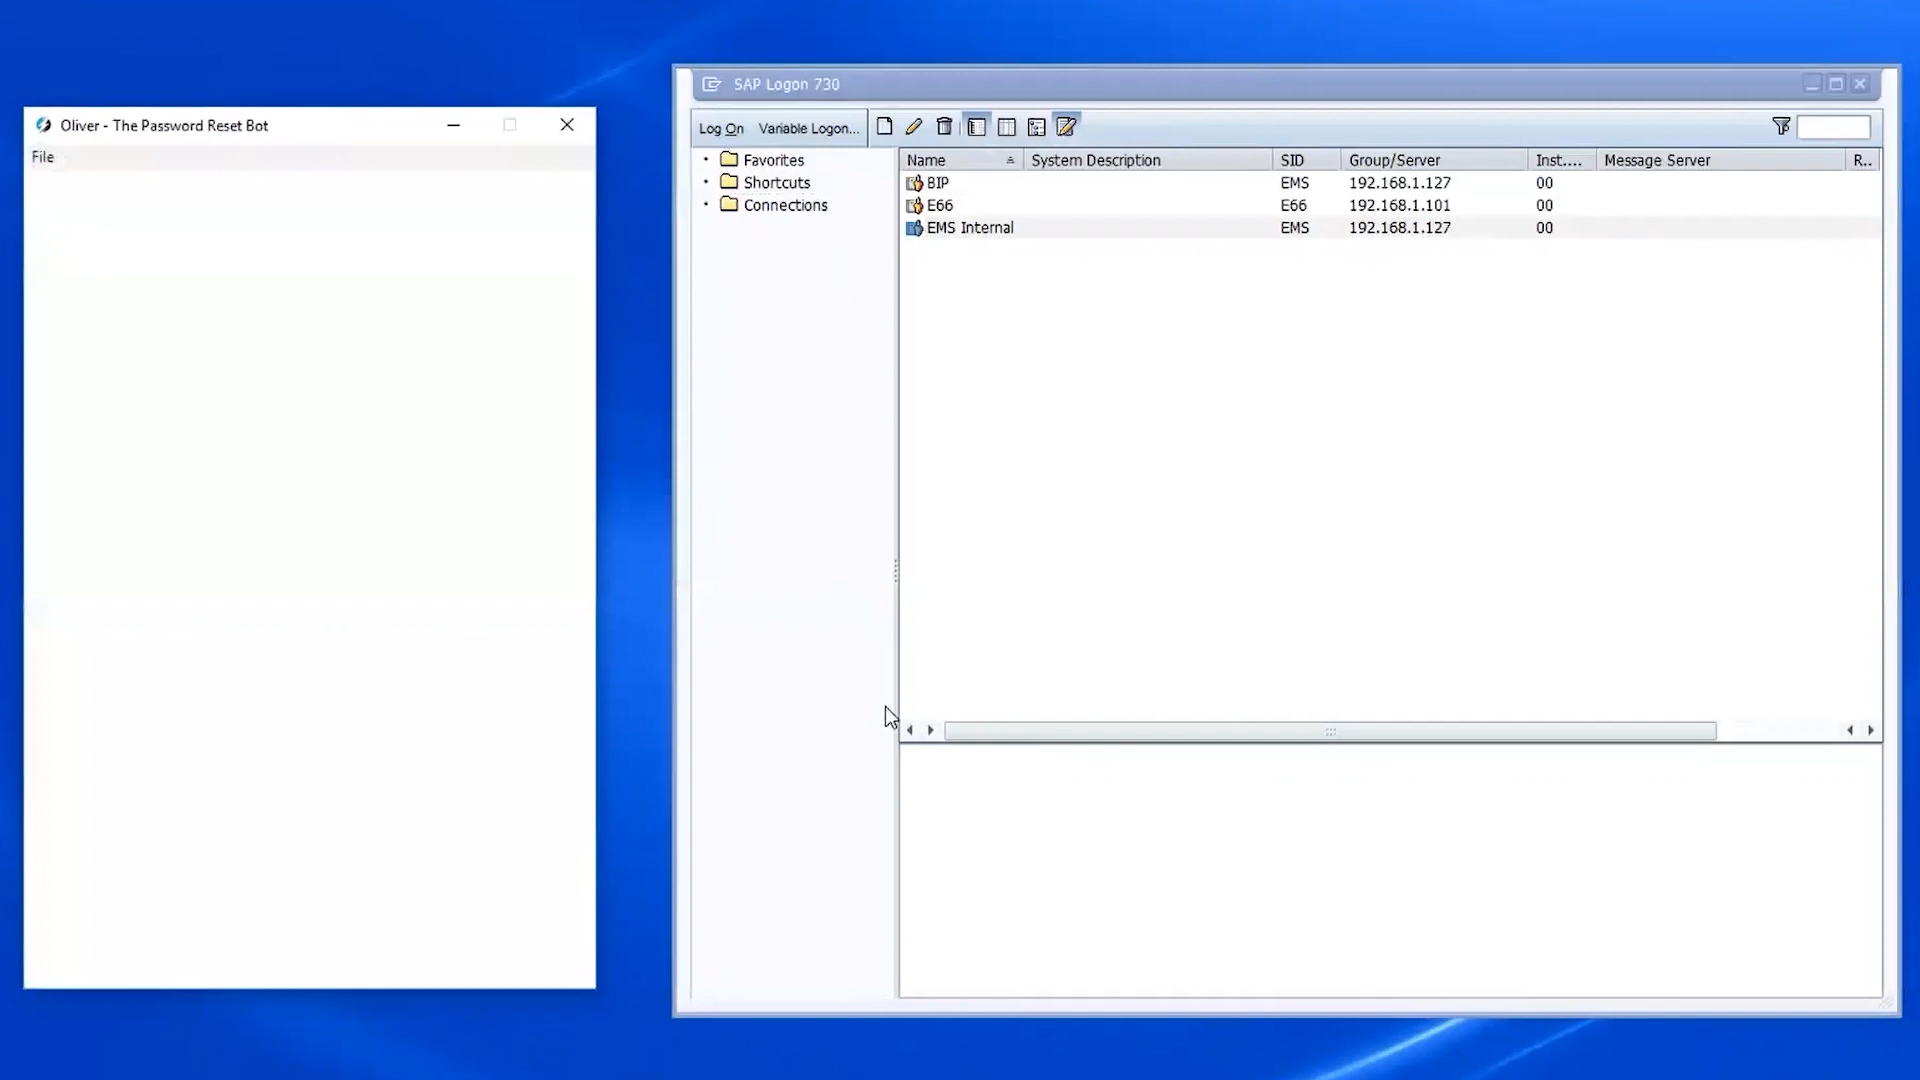 Oliver - The Password Reset Bot
File
SAP Logon 730
Log On Variable Logon...
Favorites
Shortcuts
Connections
Name System Description SID Group/Server Inst.... Message Server R..
BIP EMS 192.168.1.127 00
E66 E66 192.168.1.101 00
EMS Internal EMS 192.168.1.127 00